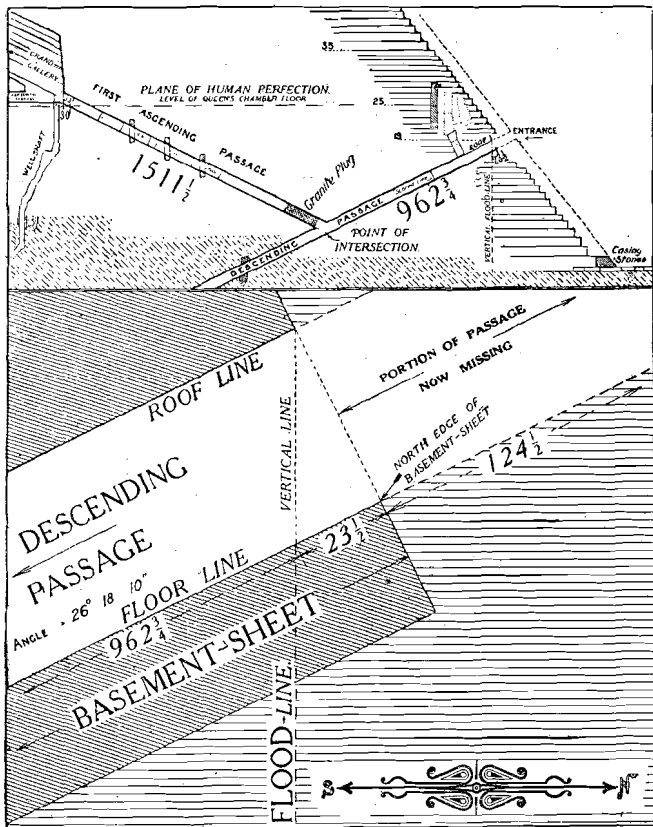 35
GRAND
GALLERY
PLANE OF HUMAN PERFECTION.
LEVEL OF QUEEN'S CHAMBER FLOOR
25
FIRST ASCENDING PASSAGE
30
1511½
WELL-SHAFT
Granite Plug
ENTRANCE
ROOF
DESCENDING PASSAGE
962¾
POINT OF
INTERSECTION.
VERTICAL FLOOD-LINE
Casing
Stones
ROOF LINE
VERTICAL LINE
PORTION OF PASSAGE
NOW MISSING
NORTH EDGE OF
BASEMENT-SHEET
124½
DESCENDING
PASSAGE
23½
FLOOR LINE
ANGLE = 26° 18' 10"
962¾
BASEMENT-SHEET
FLOOD-LINE.
S
N